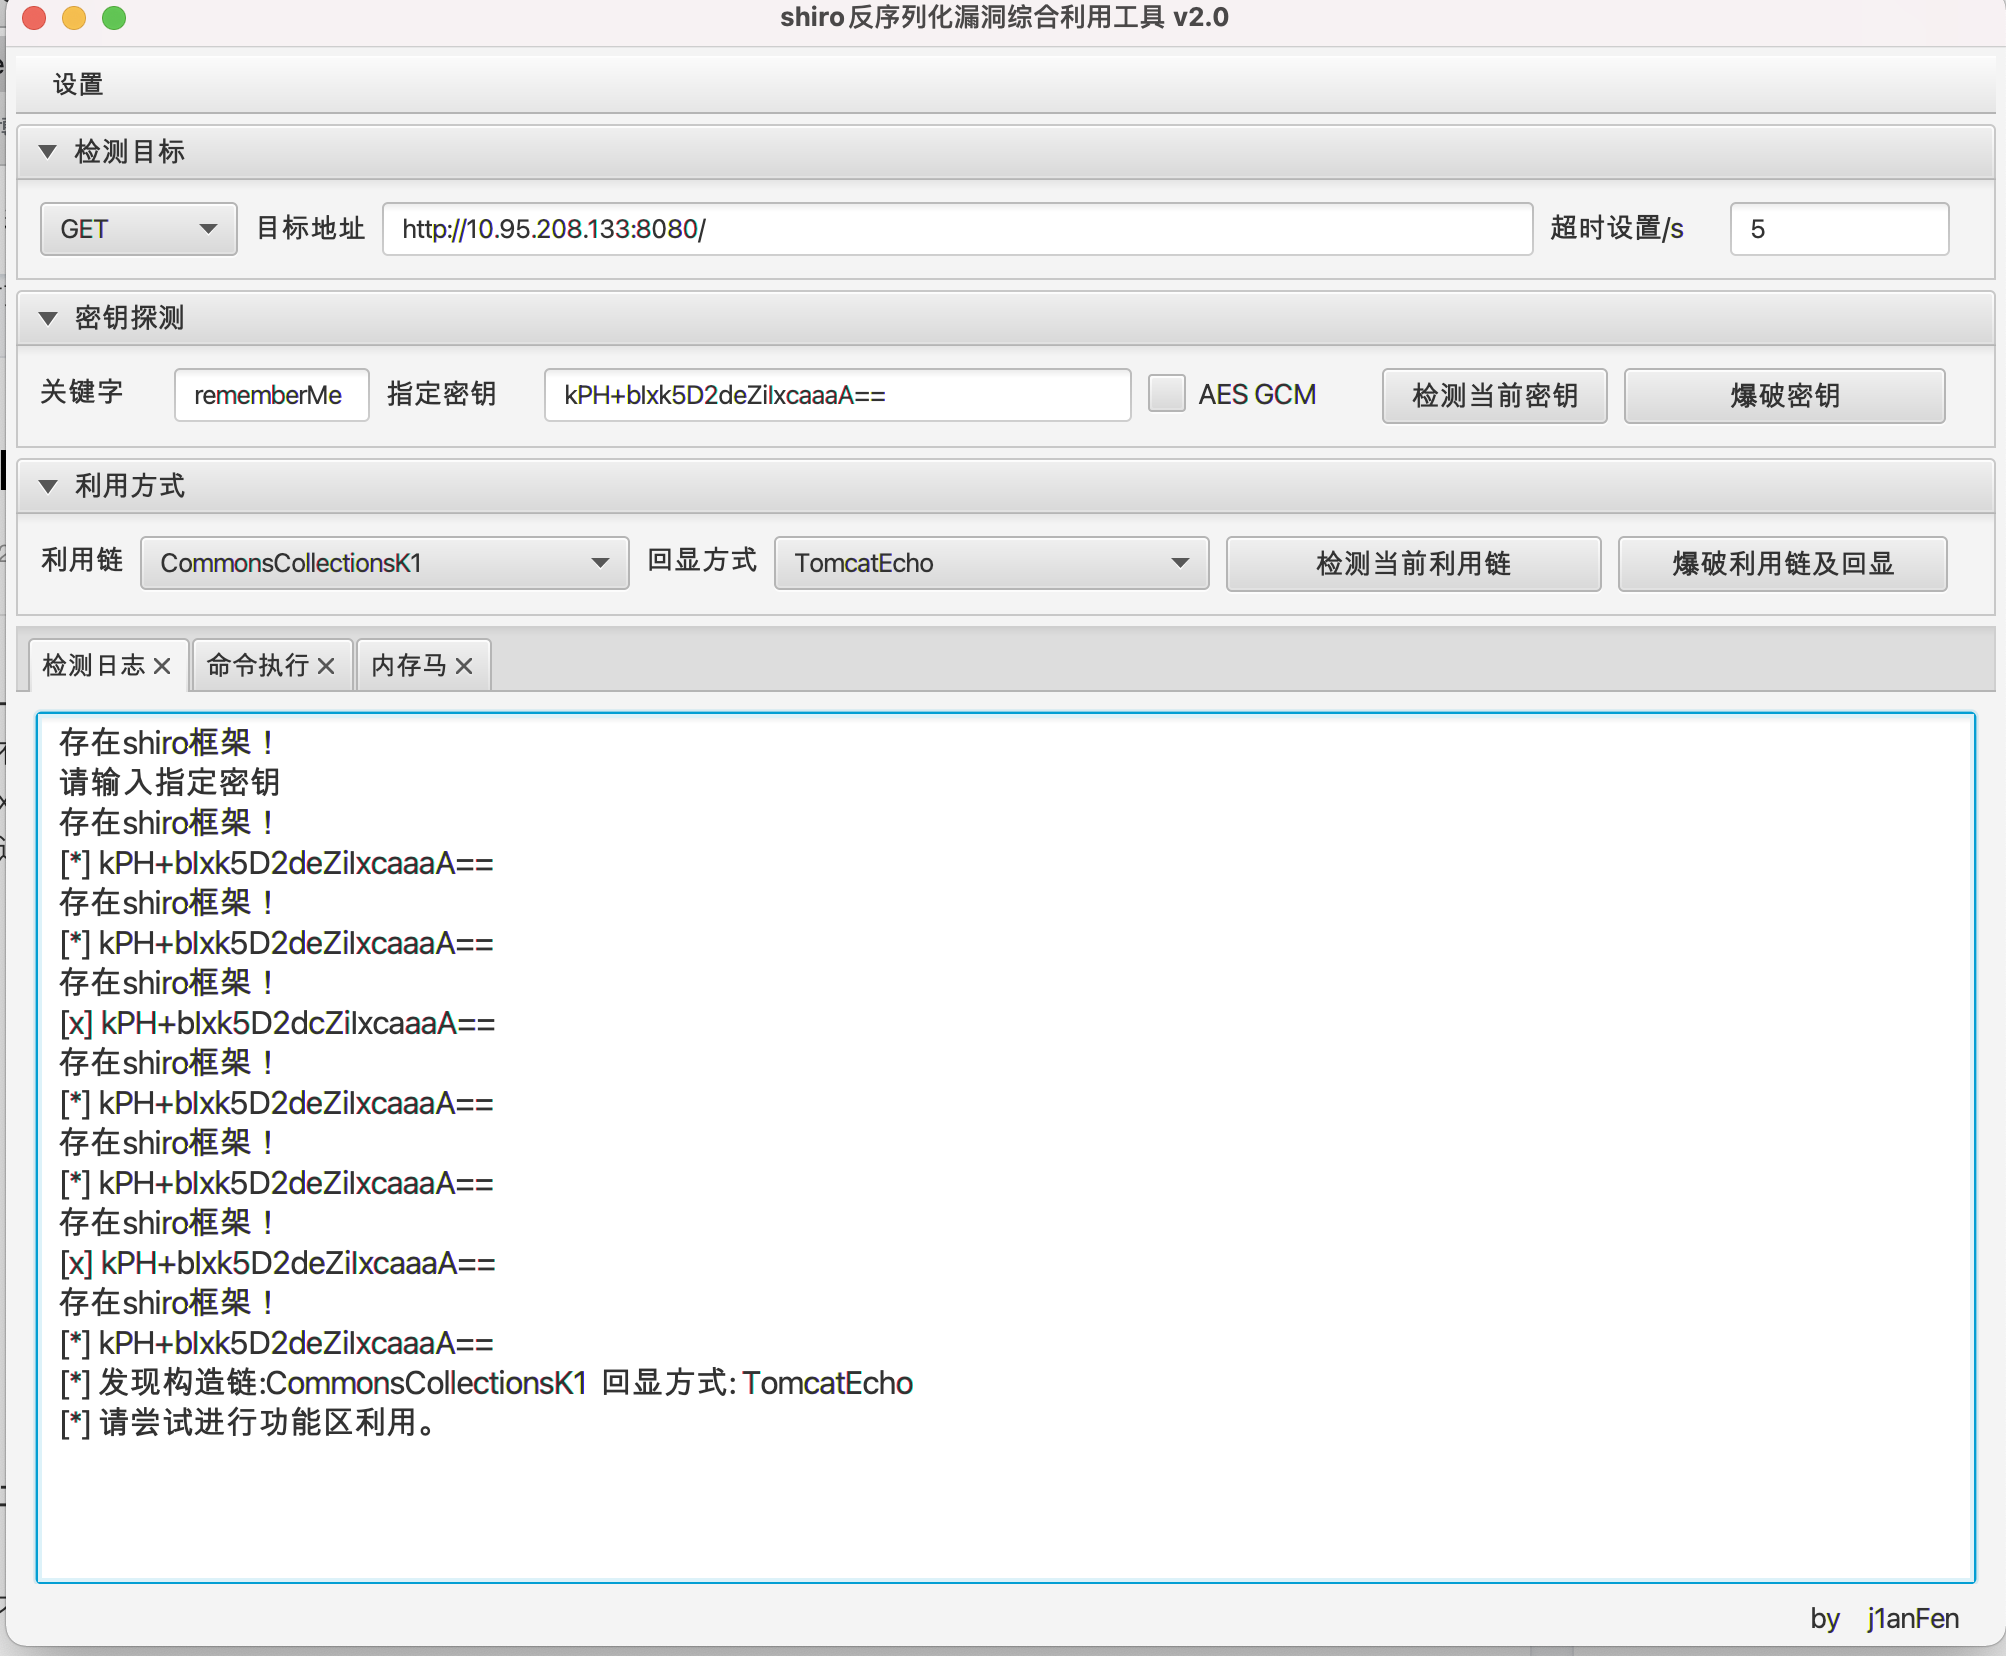 shiro反序列化漏洞综合利用工具 v2.0
设置
检测目标
GET 目标地址 http://10.95.208.133:8080/ 超时设置/s 5
密钥探测
关键字 rememberMe 指定密钥 kPH+bIxk5D2deZiIxcaaaA== AES GCM 检测当前密钥 爆破密钥
利用方式
利用链 CommonsCollectionsK1 回显方式 TomcatEcho 检测当前利用链 爆破利用链及回显
检测日志 命令执行 内存马
存在shiro框架！
请输入指定密钥
存在shiro框架！
[*] kPH+bIxk5D2deZiIxcaaaA==
存在shiro框架！
[*] kPH+bIxk5D2deZiIxcaaaA==
存在shiro框架！
[x] kPH+bIxk5D2dcZiIxcaaaA==
存在shiro框架！
[*] kPH+bIxk5D2deZiIxcaaaA==
存在shiro框架！
[*] kPH+bIxk5D2deZiIxcaaaA==
存在shiro框架！
[x] kPH+bIxk5D2deZiIxcaaaA==
存在shiro框架！
[*] kPH+bIxk5D2deZiIxcaaaA==
[*] 发现构造链:CommonsCollectionsK1 回显方式: TomcatEcho
[*] 请尝试进行功能区利用。
by j1anFen